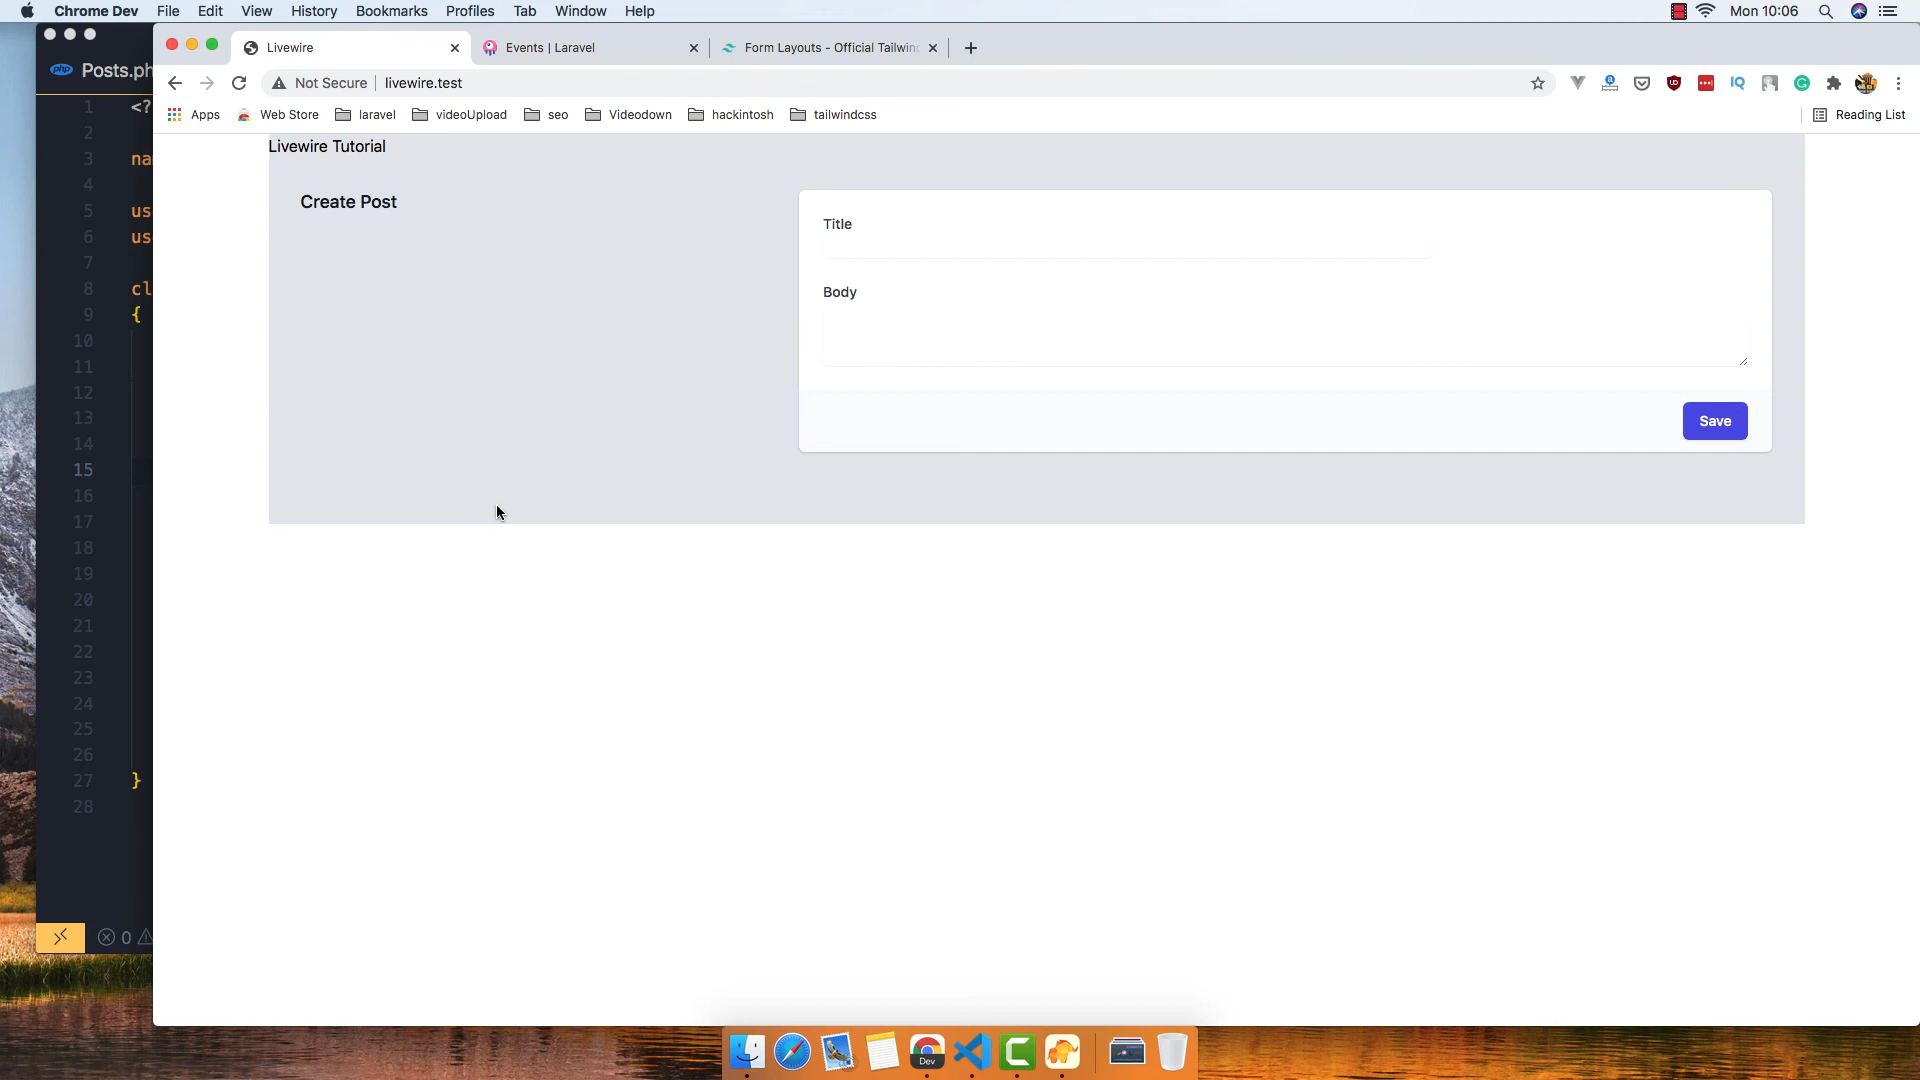 Chrome Dev File Edit View History Bookmarks Profiles Tab Window Help Mon 10:06
Livewire Events | Laravel Form Layouts - Official Tailwin
Posts.ph
Not Secure livewire.test
Apps Web Store laravel videoUpload seo Videodown hackintosh tailwindcss Reading List
Livewire Tutorial
Create Post
Title
Body
Save
1 <?
2
3 na
4
5 us
6 us
7
8 cl
9 {
10
11
12
13
14
15
16
17
18
19
20
21
22
23
24
25
26
27 }
28
0
Dev